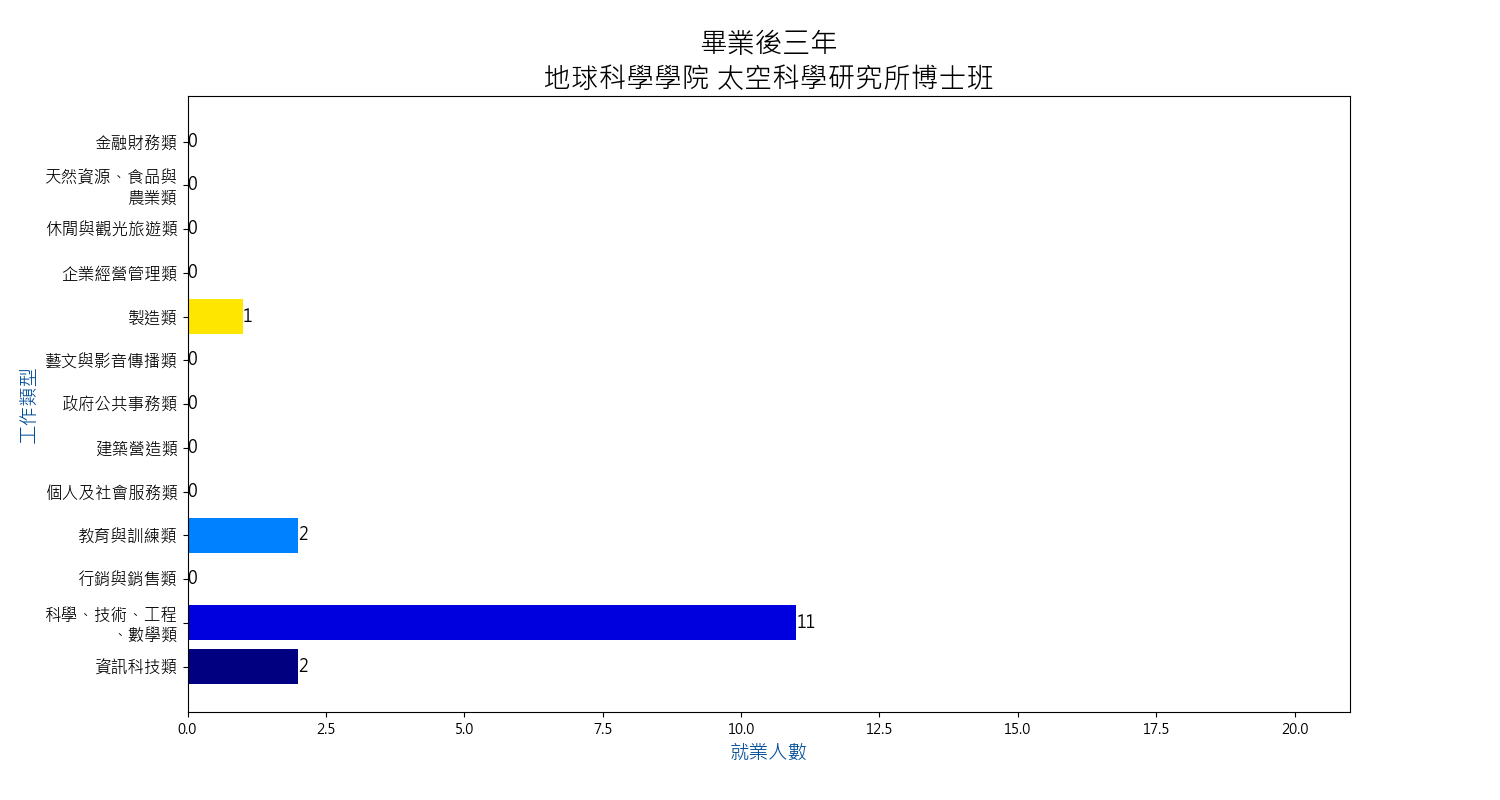 畢業後三年
地球科學學院 太空科學研究所博士班
金融財務類 0
天然資源、食品與
農業類 0
休閒與觀光旅遊類 0
企業經營管理類 0
製造類 1
藝文與影音傳播類 0
政府公共事務類 0
建築營造類 0
個人及社會服務類 0
教育與訓練類 2
行銷與銷售類 0
科學、技術、工程
、數學類 11
資訊科技類 2
工作類型
0.0 2.5 5.0 7.5 10.0 12.5 15.0 17.5 20.0
就業人數